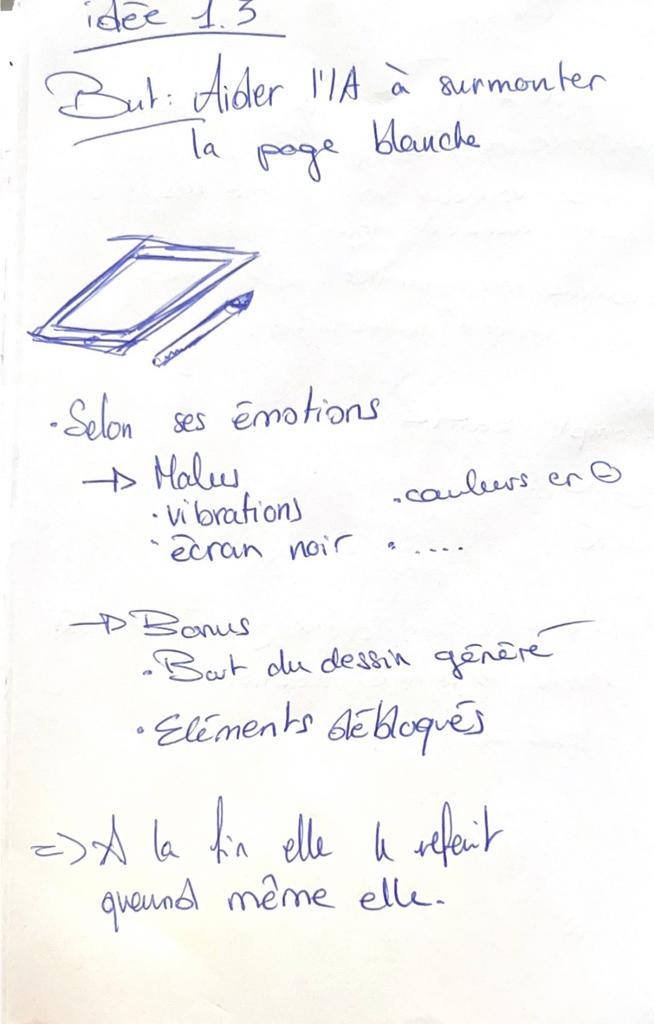 idée 1.3
But: Aider l'IA à surmonter
la page blanche
·Selon ses émotions
→ Malus
·vibrations
·couleurs en ⊖
·écran noir
·....
→ Bonus
·Bout du dessin généré
·Eléments débloqués
=> A la fin elle le refait
quand même elle.